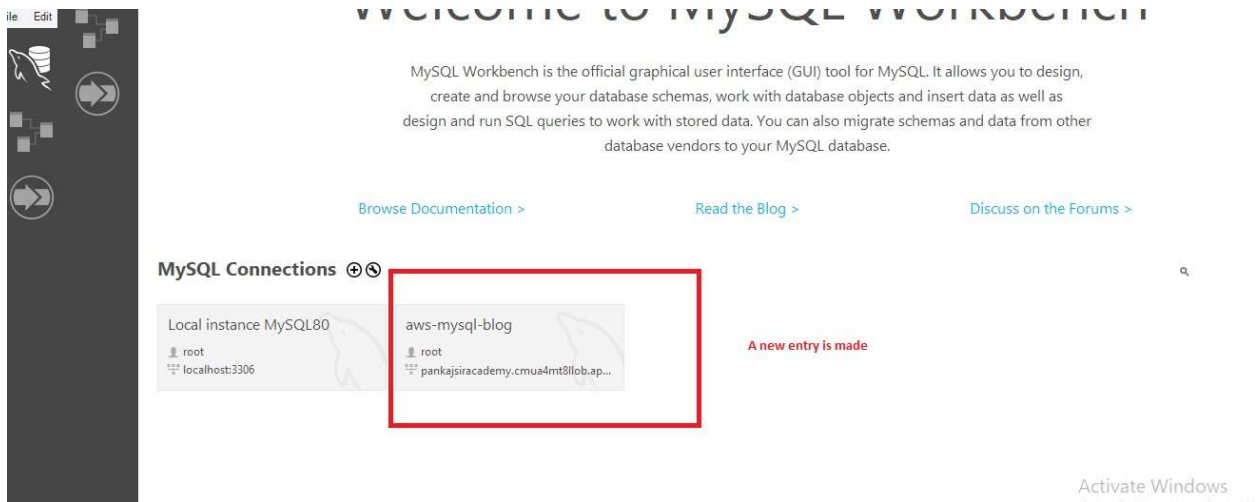 ile Edit
Welcome to MySQL Workbench
MySQL Workbench is the official graphical user interface (GUI) tool for MySQL. It allows you to design,
create and browse your database schemas, work with database objects and insert data as well as
design and run SQL queries to work with stored data. You can also migrate schemas and data from other
database vendors to your MySQL database.
Browse Documentation > Read the Blog > Discuss on the Forums >
MySQL Connections
Local instance MySQL80
root
localhost:3306
aws-mysql-blog
root
pankajsiracademy.cmua4mt8llob.ap...
A new entry is made
Activate Windows